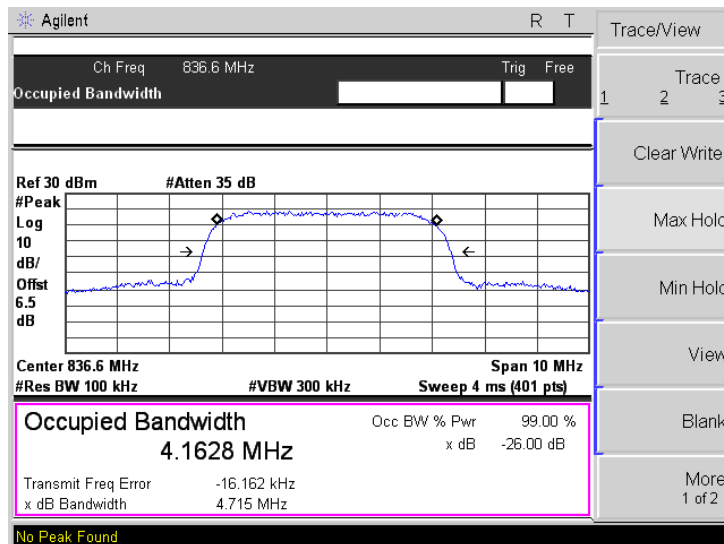 Agilent R T
Trace/View
Ch Freq 836.6 MHz Trig Free
Occupied Bandwidth
Trace
1 2 3
Clear Write
Max Hold
Min Hold
View
Blank
More
1 of 2
Ref 30 dBm #Atten 35 dB
#Peak
Log
10
dB/
Offst
6.5
dB
Center 836.6 MHz Span 10 MHz
#Res BW 100 kHz #VBW 300 kHz Sweep 4 ms (401 pts)
Occupied Bandwidth Occ BW % Pwr 99.00 %
4.1628 MHz x dB -26.00 dB
Transmit Freq Error -16.162 kHz
x dB Bandwidth 4.715 MHz
No Peak Found